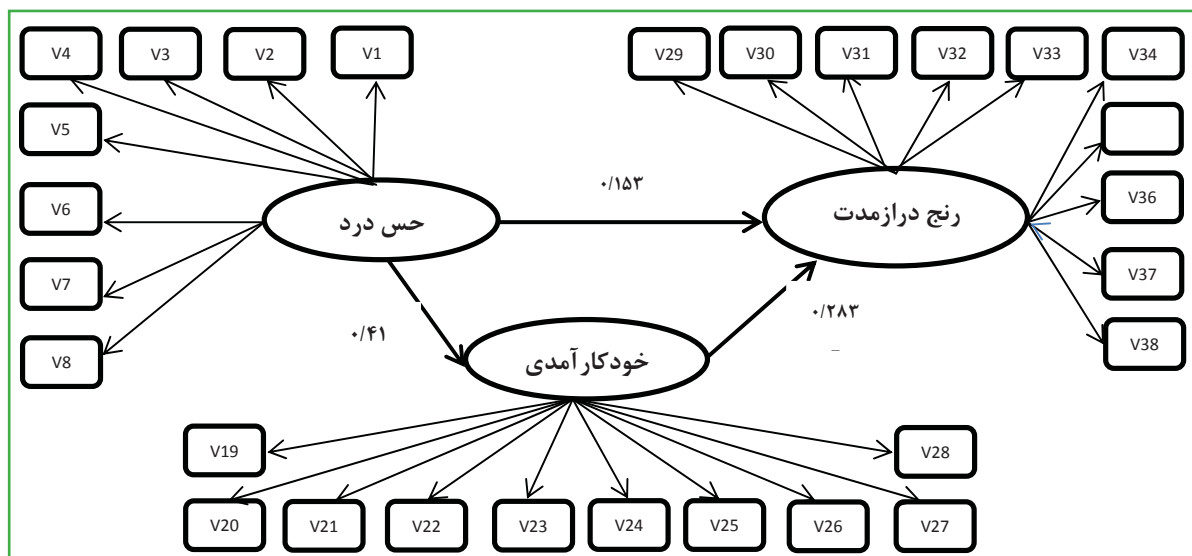 V4
V3
V2
V1
V29
V30
V31
V32
V33
V34
V5
V6
V36
V7
V37
V8
V38
حس درد
۰/۱۵۳
رنج درازمدت
۰/۴۱
خودکارآمدی
۰/۲۸۳
–
V19
V28
V20
V21
V22
V23
V24
V25
V26
V27